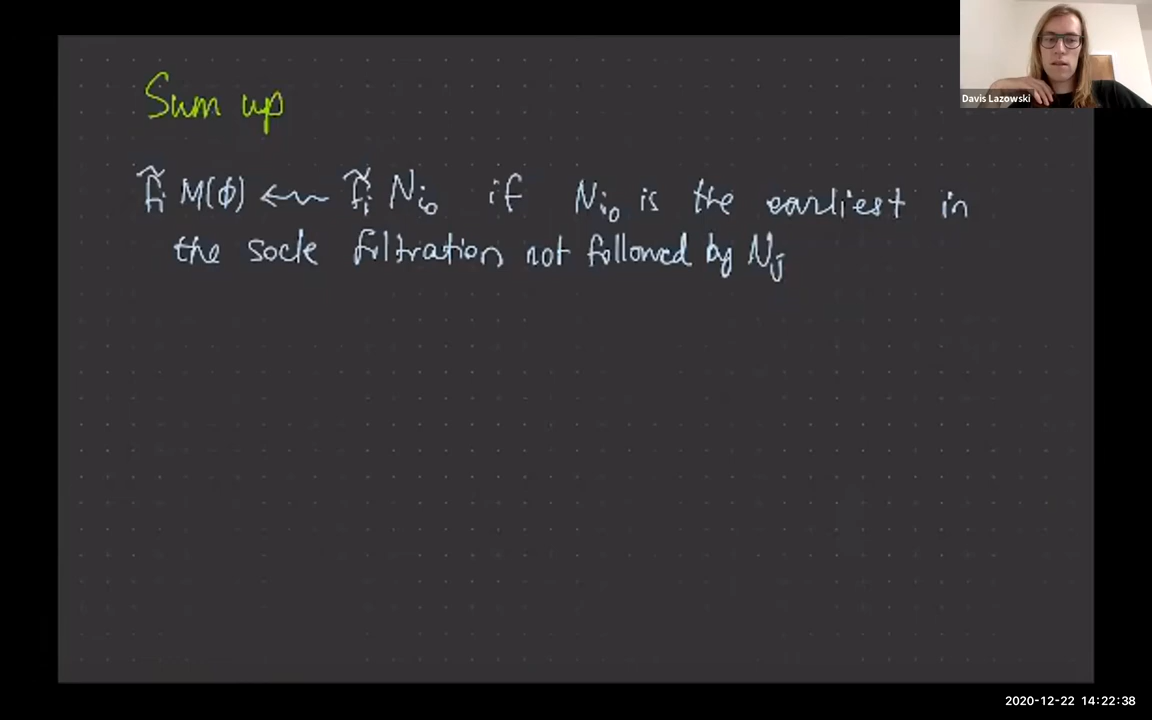 Sum up
Davis Lazowski
f̃i M(ϕ) ⇜ f̃i Ni₀ if Ni₀ is the earliest in
the socle filtration not followed by Nj
2020-12-22 14:22:38